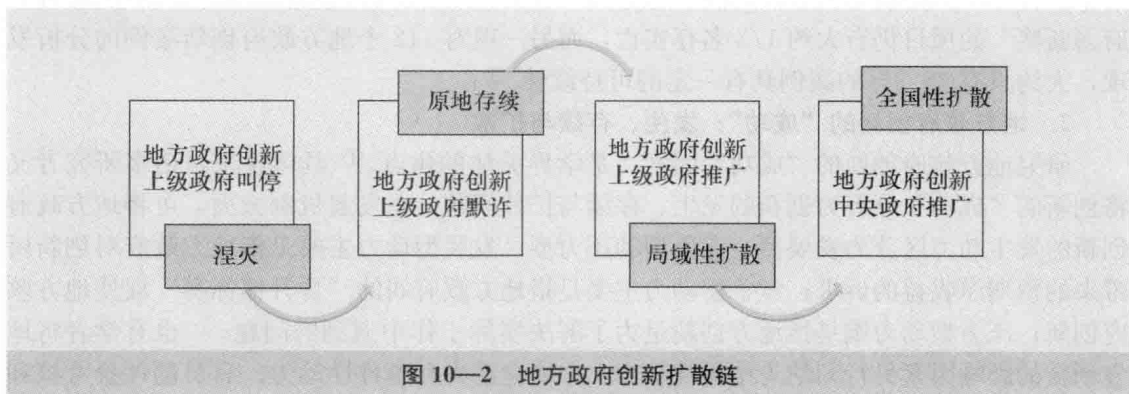 原地存续
全国性扩散
地方政府创新
上级政府叫停
地方政府创新
上级政府默许
地方政府创新
上级政府推广
地方政府创新
中央政府推广
湮灭
局域性扩散
图 10—2 地方政府创新扩散链